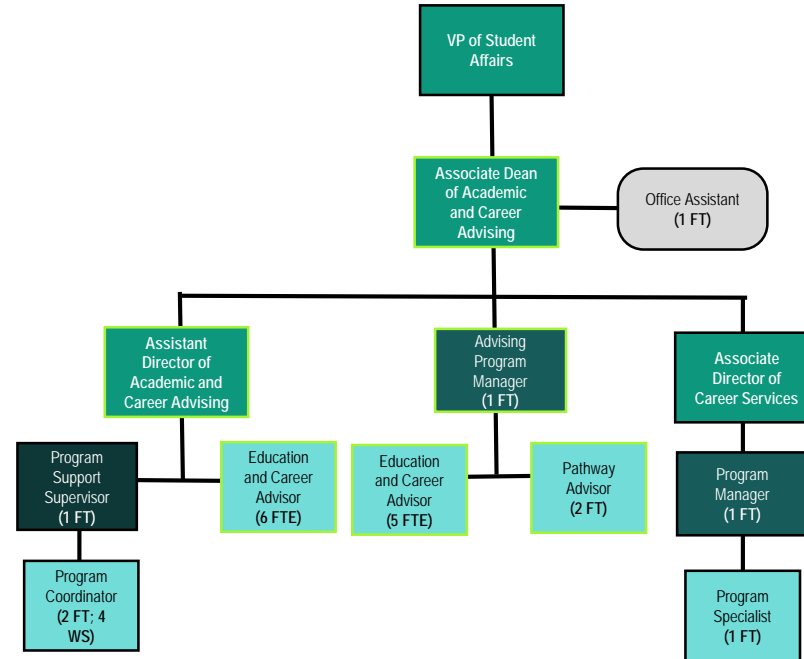 VP of Student
Affairs
Associate Dean
of Academic
and Career
Advising
Office Assistant
(1 FT)
Assistant
Director of
Academic and
Career Advising
Advising
Program
Manager
(1 FT)
Associate
Director of
Career Services
Program
Support
Supervisor
(1 FT)
Education
and Career
Advisor
(6 FTE)
Education
and Career
Advisor
(5 FTE)
Pathway
Advisor
(2 FT)
Program
Manager
(1 FT)
Program
Coordinator
(2 FT; 4
WS)
Program
Specialist
(1 FT)